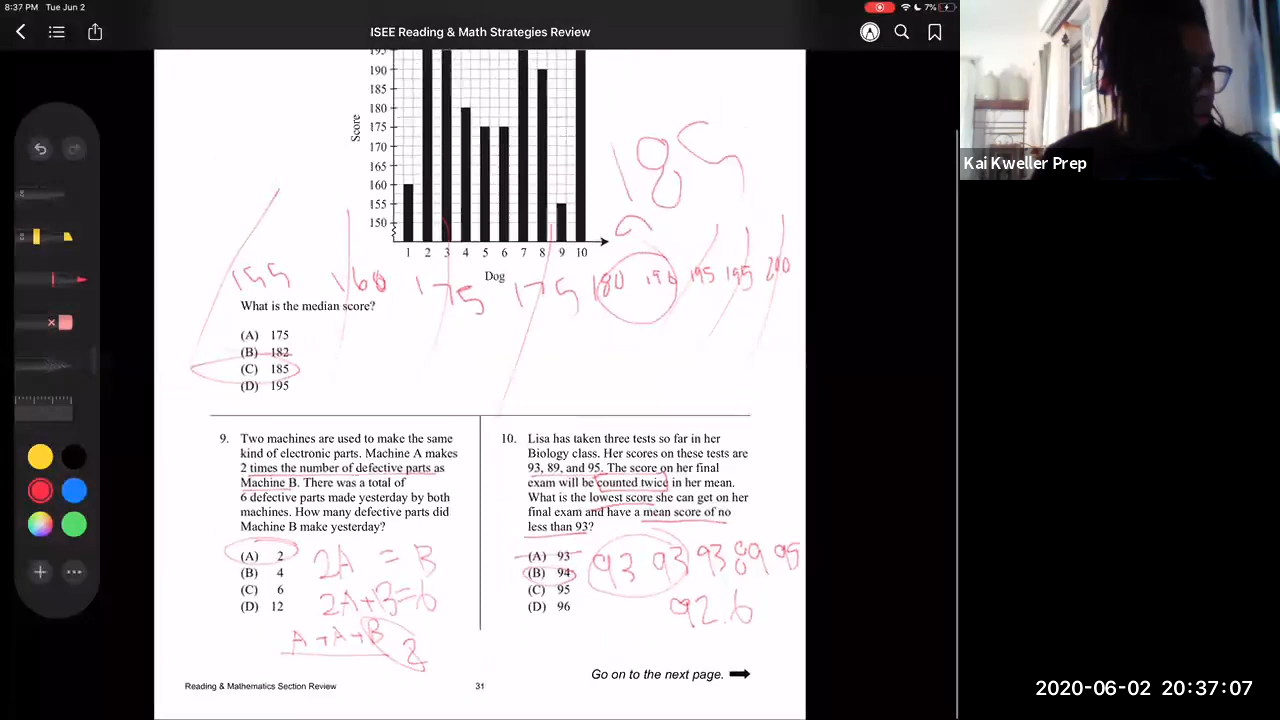 8:37 PM Tue Jun 2
7%
ISEE Reading & Math Strategies Review
195
190
185
180
175
170
165
160
155
150
Score
1 2 3 4 5 6 7 8 9 10
Dog
185
155 160 175 175 180 190 195 195 200
What is the median score?
(A) 175
(B) 182
(C) 185
(D) 195
9. Two machines are used to make the same
kind of electronic parts. Machine A makes
2 times the number of defective parts as
Machine B. There was a total of
6 defective parts made yesterday by both
machines. How many defective parts did
Machine B make yesterday?
(A) 2
(B) 4
(C) 6
(D) 12
2A = B
2A+B=6
A+A+B
2
10. Lisa has taken three tests so far in her
Biology class. Her scores on these tests are
93, 89, and 95. The score on her final
exam will be counted twice in her mean.
What is the lowest score she can get on her
final exam and have a mean score of no
less than 93?
(A) 93
(B) 94
(C) 95
(D) 96
93 93 93 89 95
92.6
Go on to the next page.
Reading & Mathematics Section Review
31
Kai Kweller Prep
2020-06-02 20:37:07